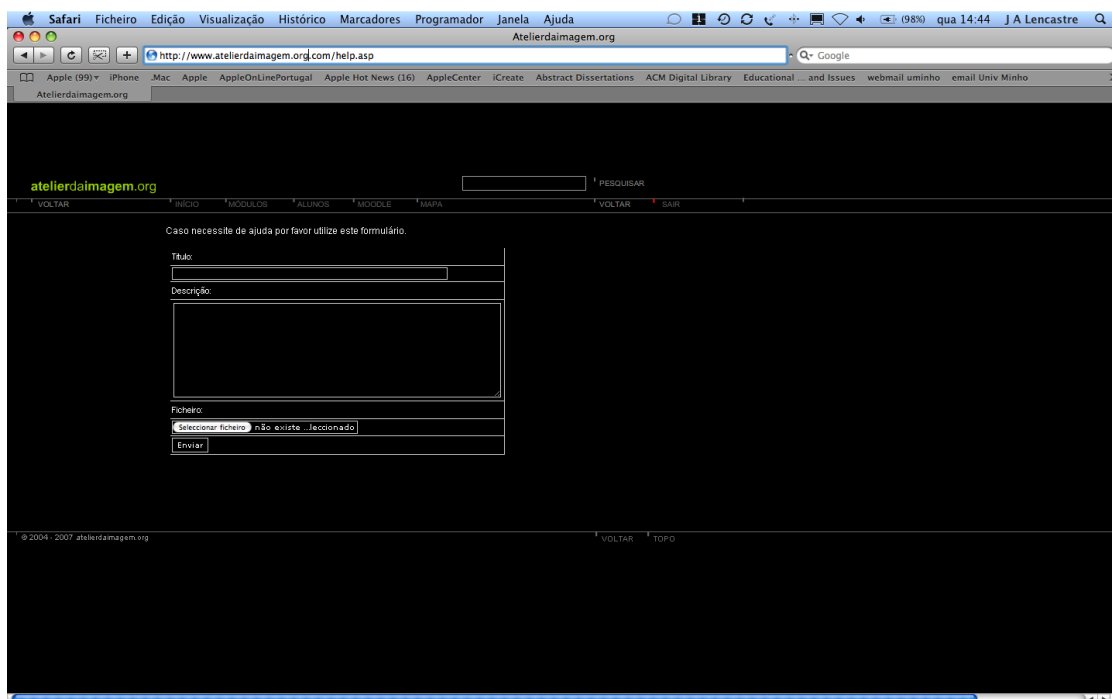 Safari Ficheiro Edição Visualização Histórico Marcadores Programador Janela Ajuda (98%) qua 14:44 J A Lencastre
Atelierdaimagem.org
http://www.atelierdaimagem.org.com/help.asp Google
Apple (99) iPhone .Mac Apple AppleOnLinePortugal Apple Hot News (16) AppleCenter iCreate Abstract Dissertations ACM Digital Library Educational ... and Issues webmail uminho email Univ Minho
Atelierdaimagem.org
atelierdaimagem.org PESQUISAR
VOLTAR INÍCIO MÓDULOS ALUNOS MOODLE MAPA VOLTAR SAIR
Caso necessite de ajuda por favor utilize este formulário.
Titulo:
Descrição:
Ficheiro:
Seleccionar ficheiro não existe ...leccionado
Enviar
© 2004 - 2007 atelierdaimagem.org VOLTAR TOPO